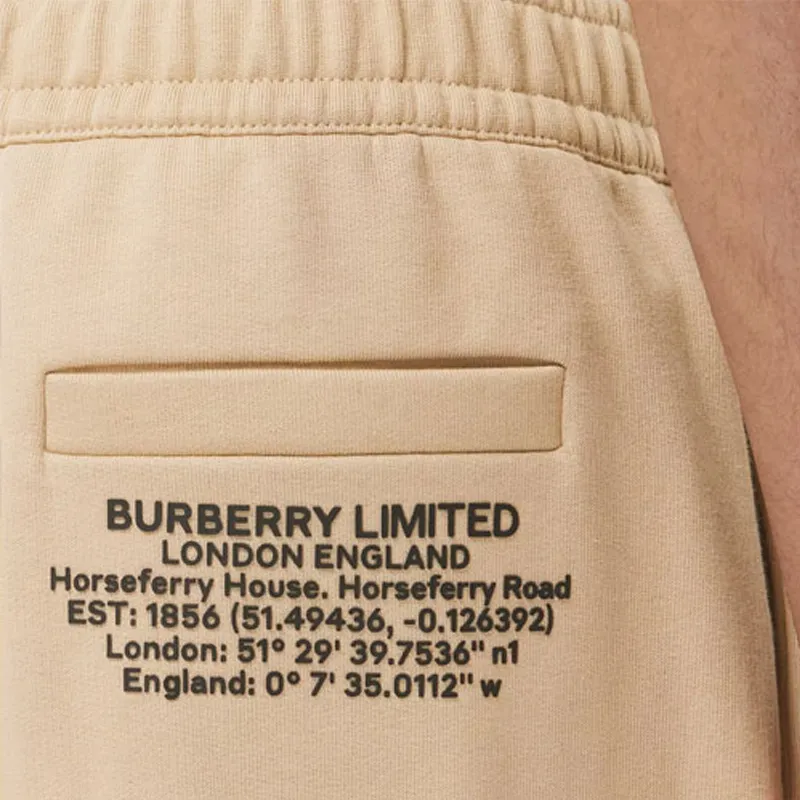 BURBERRY LIMITED
LONDON ENGLAND
Horseferry House. Horseferry Road
EST: 1856 (51.49436, -0.126392)
London: 51° 29' 39.7536" n1
England: 0° 7' 35.0112" w